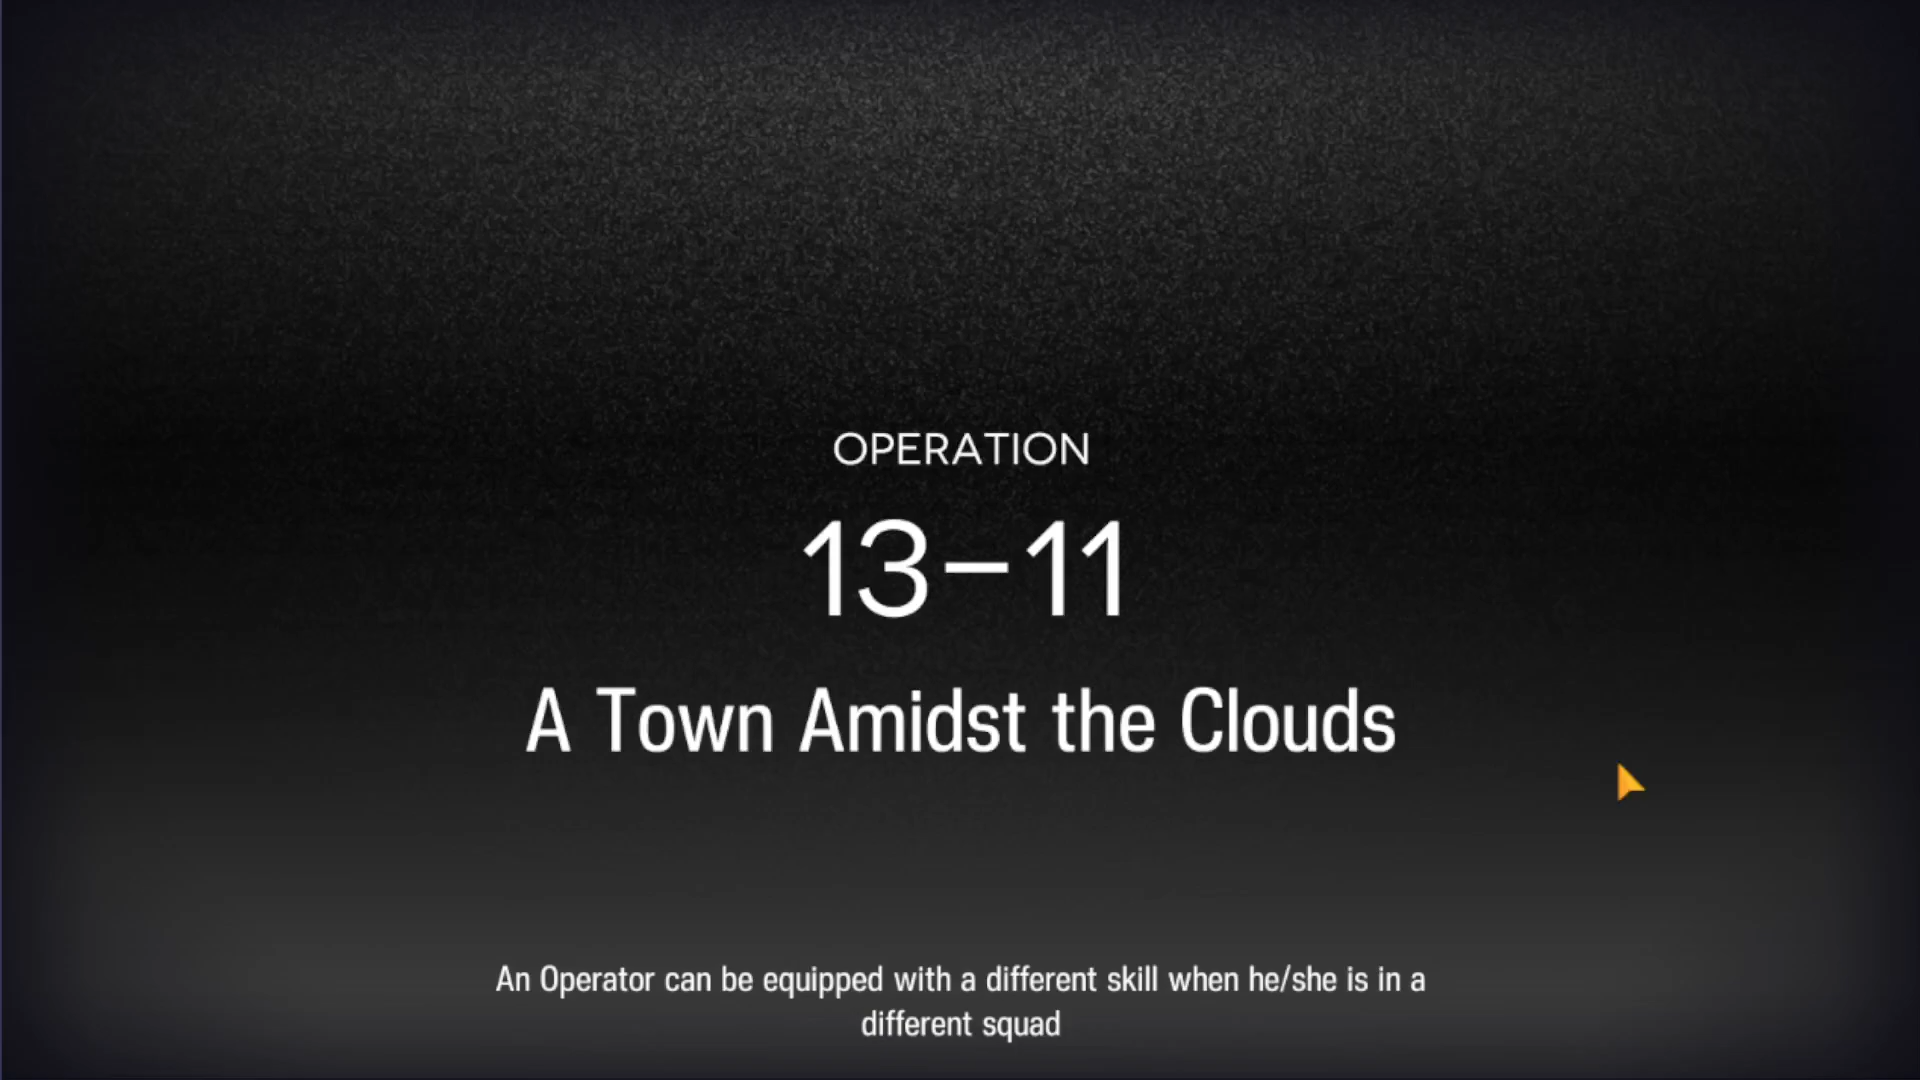 OPERATION
13-11
A Town Amidst the Clouds
An Operator can be equipped with a different skill when he/she is in a
different squad